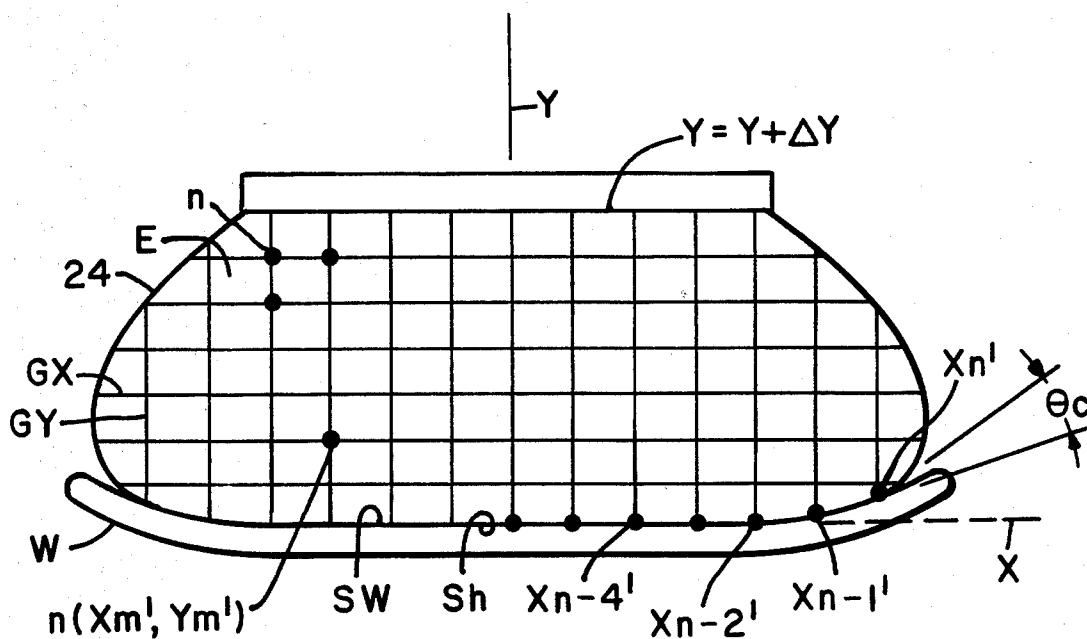 Y
Y = Y + ΔY
n
E
24
GX
GY
Xn'
θc
W
X
n(Xm', Ym')
SW
Sh
Xn-4'
Xn-2'
Xn-1'